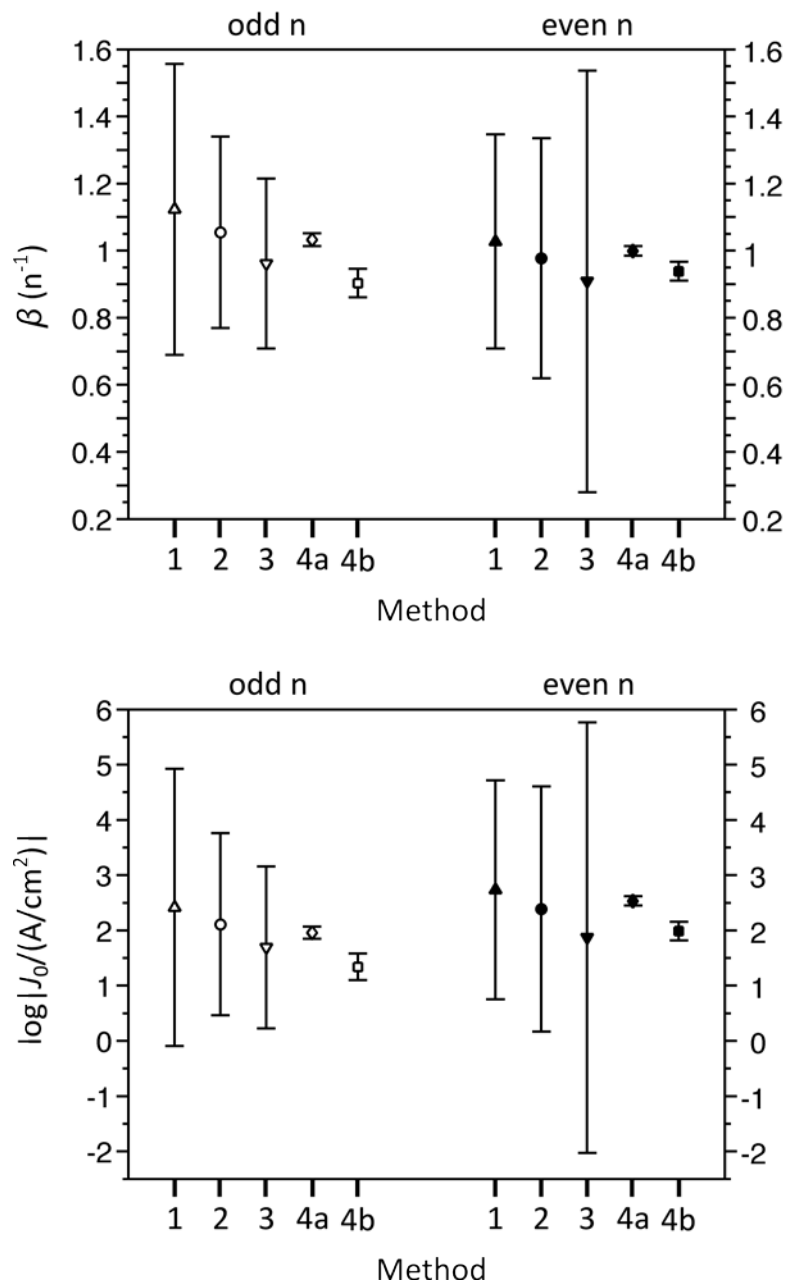 odd n even n
1.6 1.6
1.4 1.4
1.2 1.2
1 1
0.8 0.8
0.6 0.6
0.4 0.4
0.2 0.2
β (n⁻¹)
1 2 3 4a 4b 1 2 3 4a 4b
Method
odd n even n
6 6
5 5
4 4
3 3
2 2
1 1
0 0
-1 -1
-2 -2
log|J₀/(A/cm²)|
1 2 3 4a 4b 1 2 3 4a 4b
Method